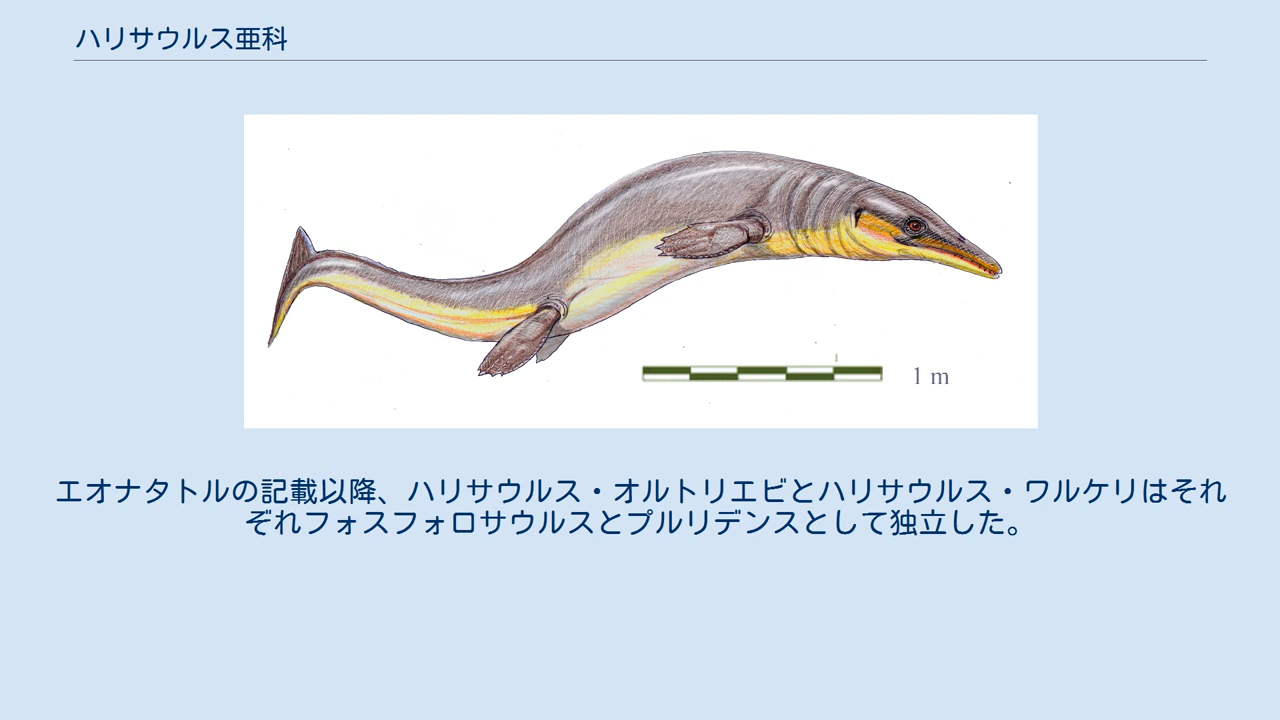 ハリサウルス亜科
1 m
エオナタトルの記載以降、ハリサウルス・オルトリエビとハリサウルス・ワルケリはそれ
ぞれフォスフォロサウルスとプルリデンスとして独立した。